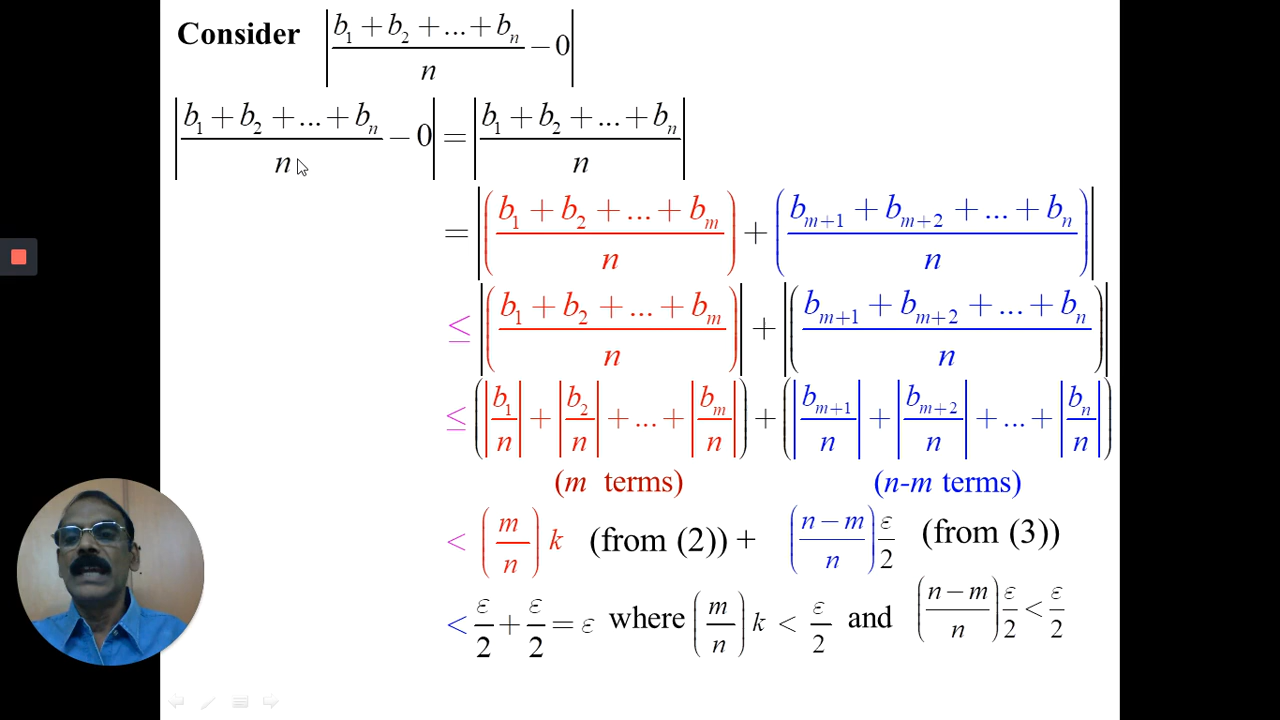 Consider |(b₁ + b₂ + ... + bₙ)/n − 0|
|(b₁ + b₂ + ... + bₙ)/n − 0| = |(b₁ + b₂ + ... + bₙ)/n|
= |((b₁ + b₂ + ... + bₘ)/n) + ((bₘ₊₁ + bₘ₊₂ + ... + bₙ)/n)|
≤ |((b₁ + b₂ + ... + bₘ)/n)| + |((bₘ₊₁ + bₘ₊₂ + ... + bₙ)/n)|
≤ (|b₁/n| + |b₂/n| + ... + |bₘ/n|) + (|bₘ₊₁/n| + |bₘ₊₂/n| + ... + |bₙ/n|)
(m terms) (n-m terms)
< (m/n) k (from (2)) + ((n − m)/n) ε/2 (from (3))
< ε/2 + ε/2 = ε where (m/n) k < ε/2 and ((n − m)/n) ε/2 < ε/2